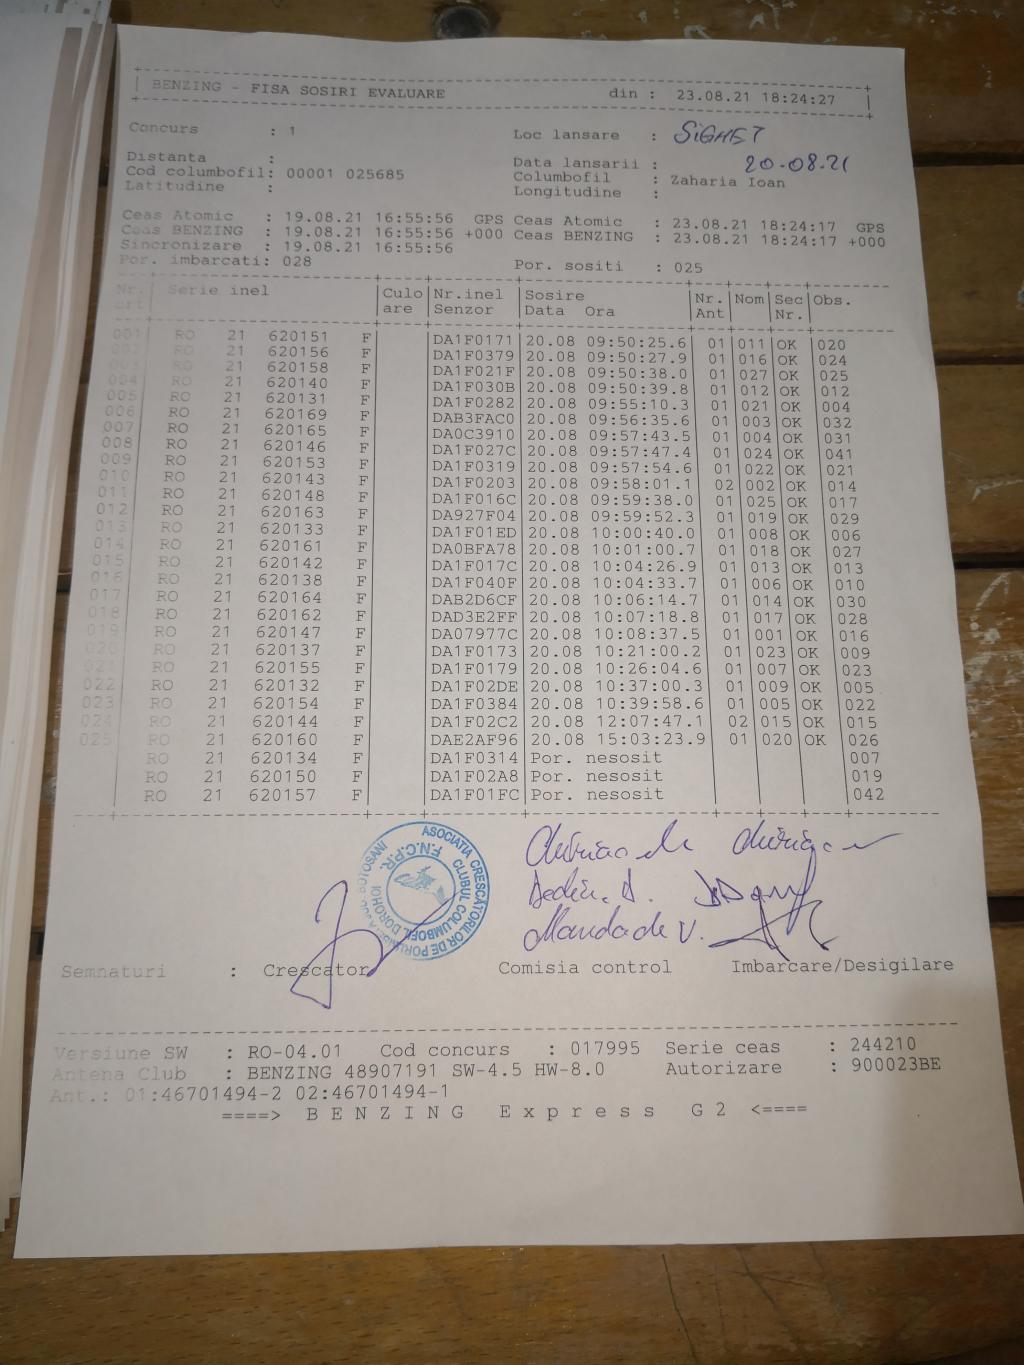 BENZING - FISA SOSIRI EVALUARE din : 23.08.21 18:24:27
Concurs : 1 Loc lansare : SiGHET
Distanta : Data lansarii : 20-08.21
Cod columbofil: 00001 025685 Columbofil : Zaharia Ioan
Latitudine : Longitudine :
Ceas Atomic : 19.08.21 16:55:56 GPS Ceas Atomic : 23.08.21 18:24:17 GPS
Ceas BENZING : 19.08.21 16:55:56 +000 Ceas BENZING : 23.08.21 18:24:17 +000
Sincronizare : 19.08.21 16:55:56
Por. imbarcati: 028 Por. sositi : 025
Nr. Serie inel Culo Nr.inel Sosire Nr. Nom Sec Obs.
crt are Senzor Data Ora Ant Nr.
001 RO 21 620151 F DA1F0171 20.08 09:50:25.6 01 011 OK 020
002 RO 21 620156 F DA1F0379 20.08 09:50:27.9 01 016 OK 024
003 RO 21 620158 F DA1F021F 20.08 09:50:38.0 01 027 OK 025
004 RO 21 620140 F DA1F030B 20.08 09:50:39.8 01 012 OK 012
005 RO 21 620131 F DA1F0282 20.08 09:55:10.3 01 021 OK 004
006 RO 21 620169 F DAB3FAC0 20.08 09:56:35.6 01 003 OK 032
007 RO 21 620165 F DA0C3910 20.08 09:57:43.5 01 004 OK 031
008 RO 21 620146 F DA1F027C 20.08 09:57:47.4 01 024 OK 041
009 RO 21 620153 F DA1F0319 20.08 09:57:54.6 01 022 OK 021
010 RO 21 620143 F DA1F0203 20.08 09:58:01.1 02 002 OK 014
011 RO 21 620148 F DA1F016C 20.08 09:59:38.0 01 025 OK 017
012 RO 21 620163 F DA927F04 20.08 09:59:52.3 01 019 OK 029
013 RO 21 620133 F DA1F01ED 20.08 10:00:40.0 01 008 OK 006
014 RO 21 620161 F DA0BFA78 20.08 10:01:00.7 01 018 OK 027
015 RO 21 620142 F DA1F017C 20.08 10:04:26.9 01 013 OK 013
016 RO 21 620138 F DA1F040F 20.08 10:04:33.7 01 006 OK 010
017 RO 21 620164 F DAB2D6CF 20.08 10:06:14.7 01 014 OK 030
018 RO 21 620162 F DAD3E2FF 20.08 10:07:18.8 01 017 OK 028
019 RO 21 620147 F DA07977C 20.08 10:08:37.5 01 001 OK 016
020 RO 21 620137 F DA1F0173 20.08 10:21:00.2 01 023 OK 009
021 RO 21 620155 F DA1F0179 20.08 10:26:04.6 01 007 OK 023
022 RO 21 620132 F DA1F02DE 20.08 10:37:00.3 01 009 OK 005
023 RO 21 620154 F DA1F0384 20.08 10:39:58.6 01 005 OK 022
024 RO 21 620144 F DA1F02C2 20.08 12:07:47.1 02 015 OK 015
025 RO 21 620160 F DAE2AF96 20.08 15:03:23.9 01 020 OK 026
RO 21 620134 F DA1F0314 Por. nesosit 007
RO 21 620150 F DA1F02A8 Por. nesosit 019
RO 21 620157 F DA1F01FC Por. nesosit 042
ASOCIATIA CRESCATORILOR DE PORUMBEI
BOTOSANI
F.N.C.P.R.
CLUBUL COLUMBOFIL DOROHOI
V.
Semnaturi : Crescator Comisia control Imbarcare/Desigilare
Versiune SW : RO-04.01 Cod concurs : 017995 Serie ceas : 244210
Antena Club : BENZING 48907191 SW-4.5 HW-8.0 Autorizare : 900023BE
Ant.: 01:46701494-2 02:46701494-1
====> B E N Z I N G E x p r e s s G 2 <====